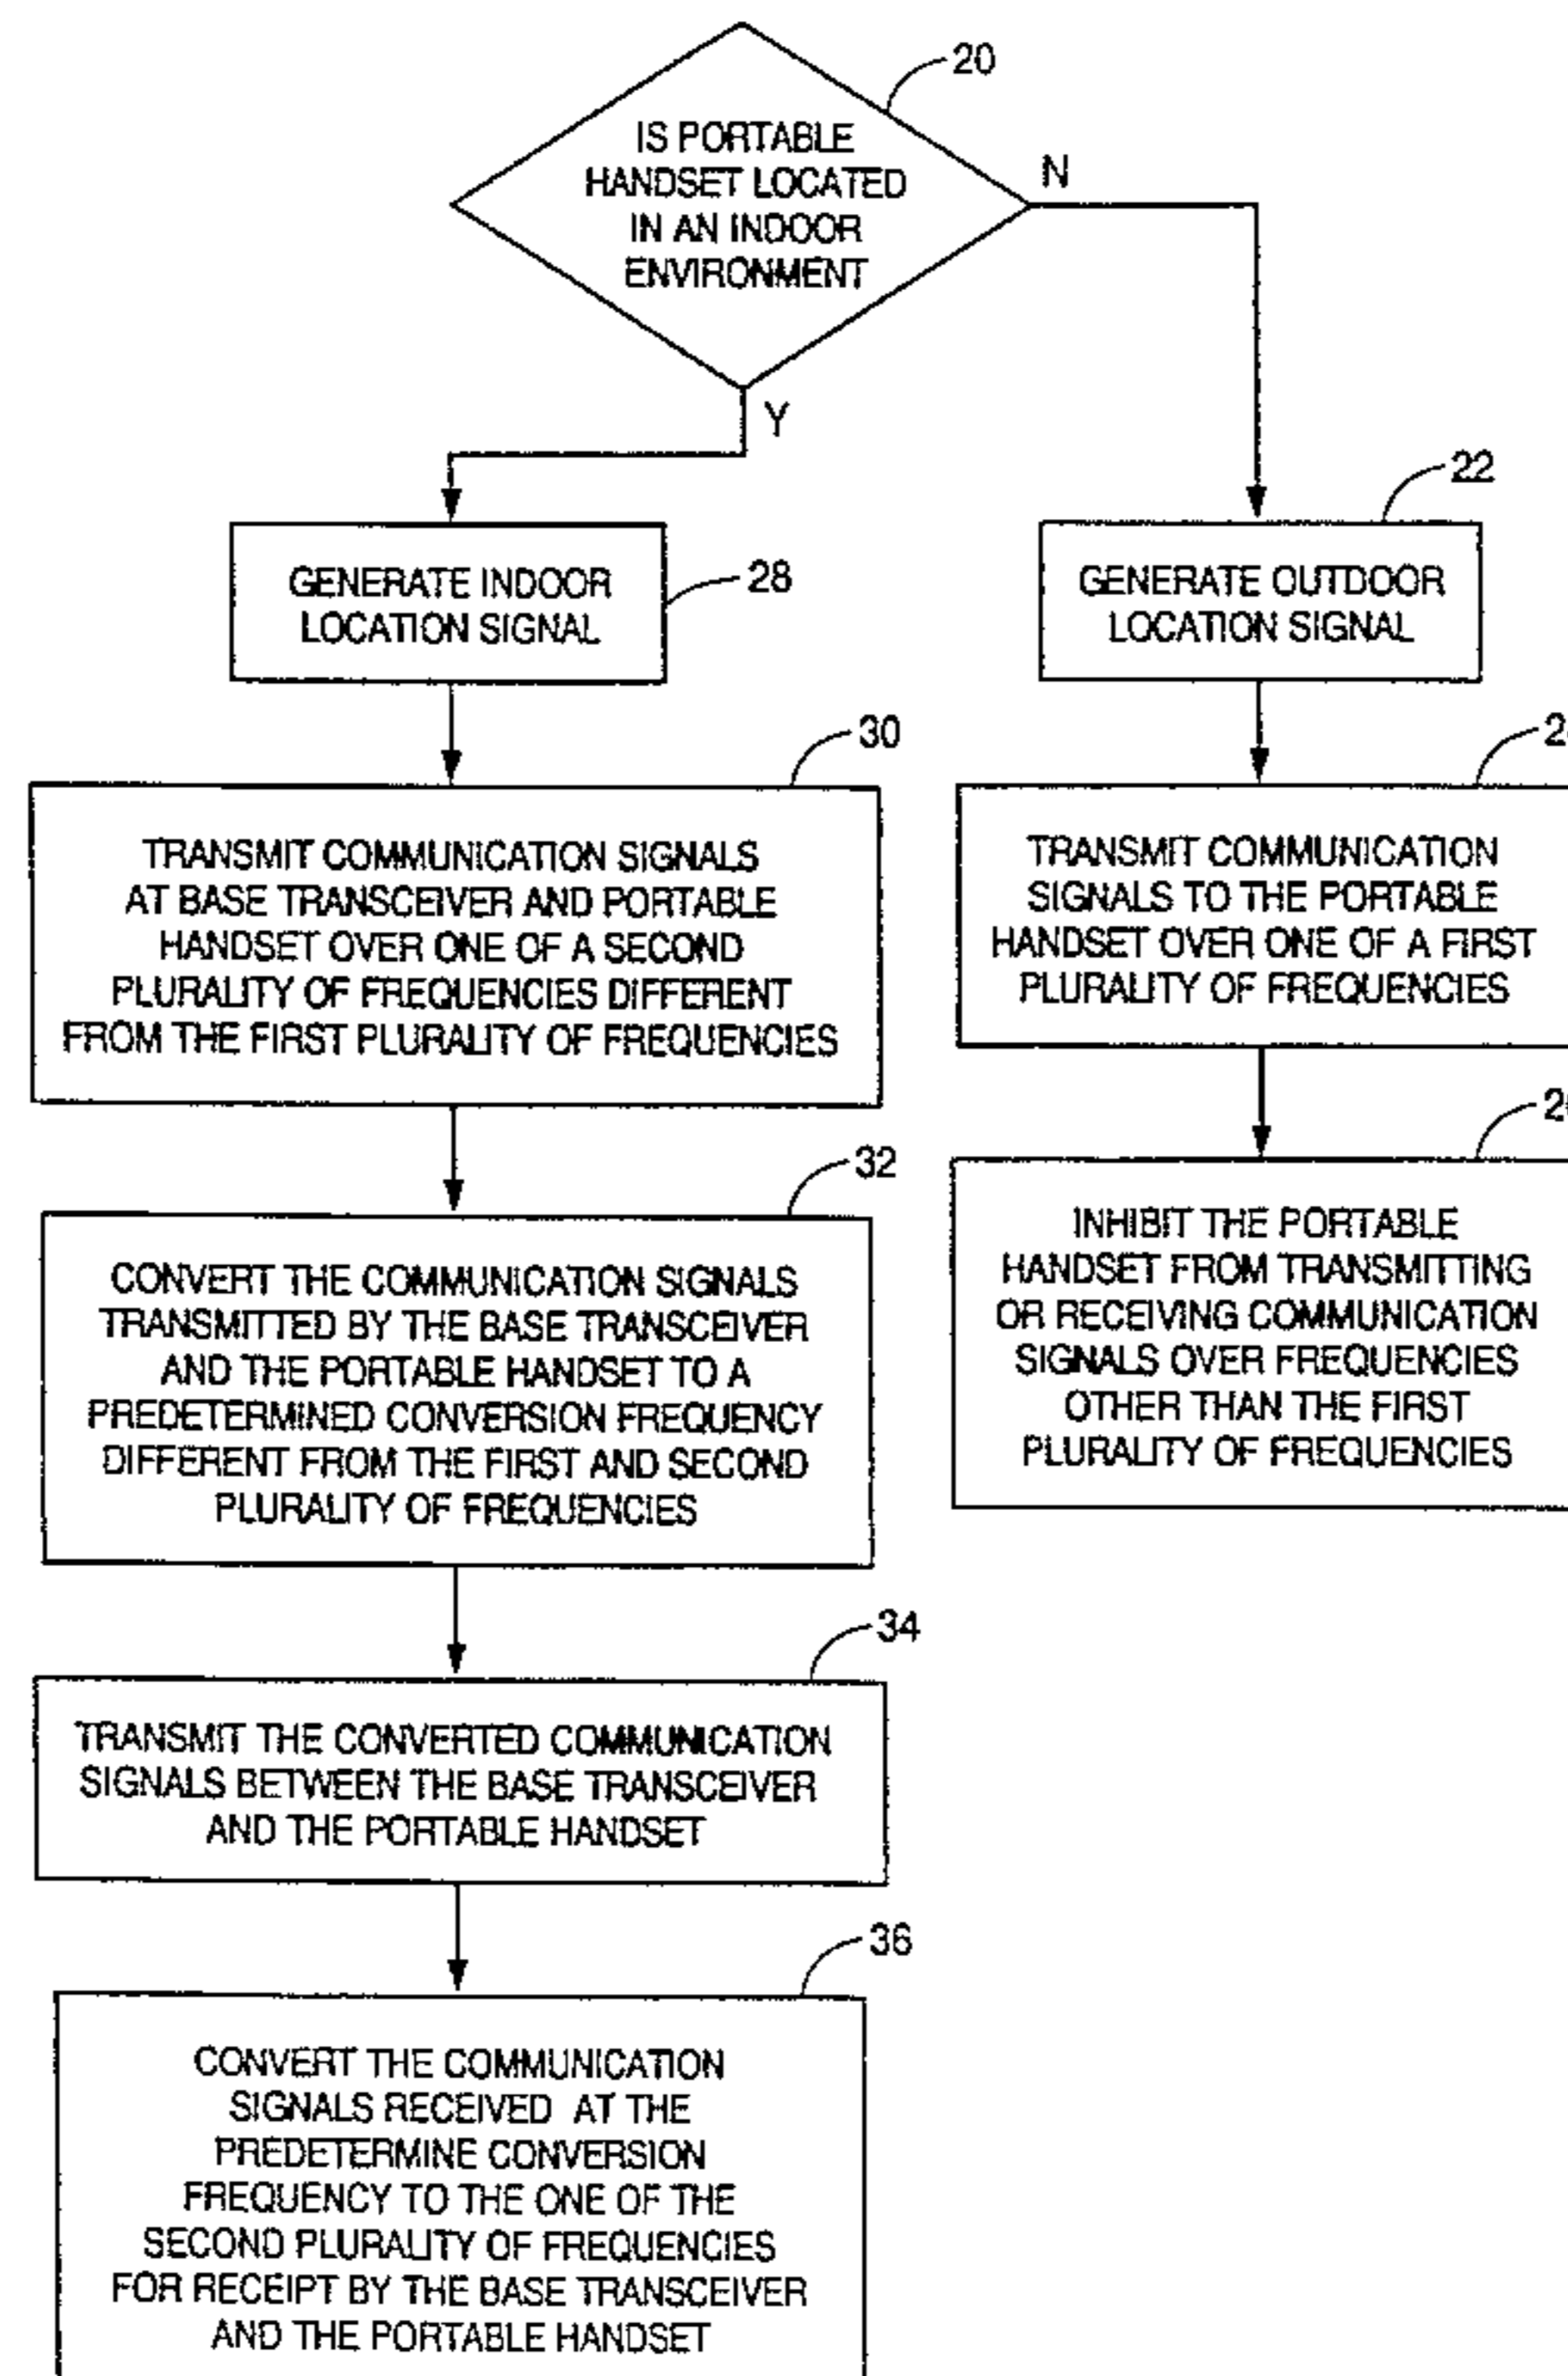 20
IS PORTABLE
HANDSET LOCATED
IN AN INDOOR
ENVIRONMENT
N
Y
22
GENERATE INDOOR
LOCATION SIGNAL
28
GENERATE OUTDOOR
LOCATION SIGNAL
30
TRANSMIT COMMUNICATION SIGNALS
AT BASE TRANSCEIVER AND PORTABLE
HANDSET OVER ONE OF A SECOND
PLURALITY OF FREQUENCIES DIFFERENT
FROM THE FIRST PLURALITY OF FREQUENCIES
TRANSMIT COMMUNICATION
SIGNALS TO THE PORTABLE
HANDSET OVER ONE OF A FIRST
PLURALITY OF FREQUENCIES
32
CONVERT THE COMMUNICATION SIGNALS
TRANSMITTED BY THE BASE TRANSCEIVER
AND THE PORTABLE HANDSET TO A
PREDETERMINED CONVERSION FREQUENCY
DIFFERENT FROM THE FIRST AND SECOND
PLURALITY OF FREQUENCIES
INHIBIT THE PORTABLE
HANDSET FROM TRANSMITTING
OR RECEIVING COMMUNICATION
SIGNALS OVER FREQUENCIES
OTHER THAN THE FIRST
PLURALITY OF FREQUENCIES
34
TRANSMIT THE CONVERTED COMMUNICATION
SIGNALS BETWEEN THE BASE TRANSCEIVER
AND THE PORTABLE HANDSET
36
CONVERT THE COMMUNICATION
SIGNALS RECEIVED AT THE
PREDETERMINE CONVERSION
FREQUENCY TO THE ONE OF THE
SECOND PLURALITY OF FREQUENCIES
FOR RECEIPT BY THE BASE TRANSCEIVER
AND THE PORTABLE HANDSET